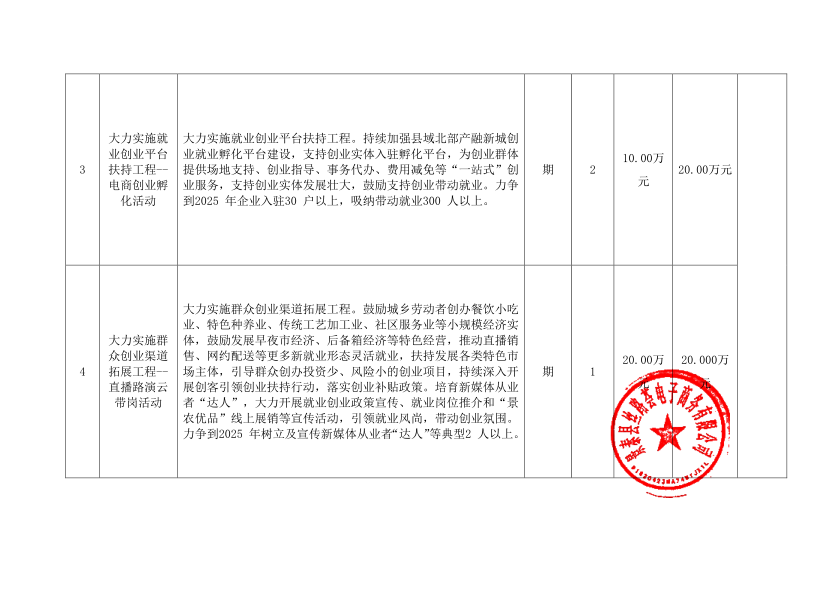 3
大力实施就
业创业平台
扶持工程--
电商创业孵
化活动
大力实施就业创业平台扶持工程。持续加强县域北部产融新城创
业就业孵化平台建设，支持创业实体入驻孵化平台，为创业群体
提供场地支持、创业指导、事务代办、费用减免等“一站式”创
业服务，支持创业实体发展壮大，鼓励支持创业带动就业。力争
到2025 年企业入驻30 户以上，吸纳带动就业300 人以上。
期
2
10.00万
元
20.00万元
4
大力实施群
众创业渠道
拓展工程--
直播路演云
带岗活动
大力实施群众创业渠道拓展工程。鼓励城乡劳动者创办餐饮小吃
业、特色种养业、传统工艺加工业、社区服务业等小规模经济实
体，鼓励发展早夜市经济、后备箱经济等特色经营，推动直播销
售、网约配送等更多新就业形态灵活就业，扶持发展各类特色市
场主体，引导群众创办投资少、风险小的创业项目，持续深入开
展创客引领创业扶持行动，落实创业补贴政策。培育新媒体从业
者“达人”，大力开展就业创业政策宣传、就业岗位推介和“景
农优品”线上展销等宣传活动，引领就业风尚，带动创业氛围。
力争到2025 年树立及宣传新媒体从业者“达人”等典型2 人以上。
期
1
20.00万
元
20.000万
元
景泰县丝路荟电子商务有限公司